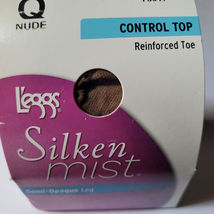 Q
NUDE
CONTROL TOP
Reinforced Toe
L'eggs
Silken
mist
Semi-Opaque Leg